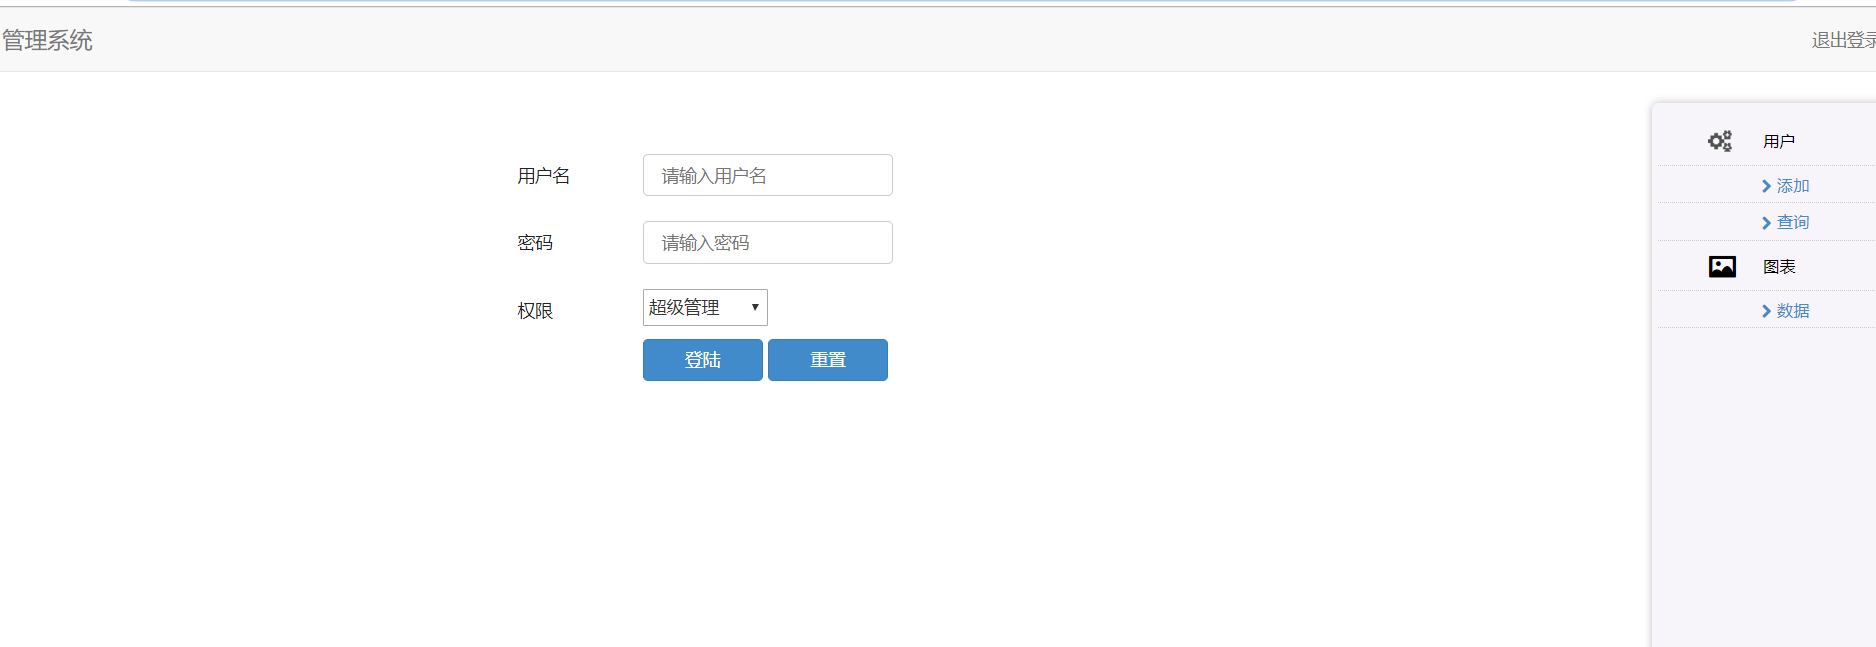 管理系统
退出登录
用户名
请输入用户名
密码
请输入密码
权限
超级管理
登陆
重置
用户
添加
查询
图表
数据